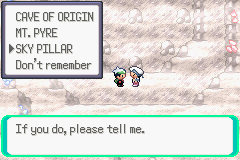 CAVE OF ORIGIN
MT. PYRE
▶SKY PILLAR
Don't remember
If you do, please tell me.